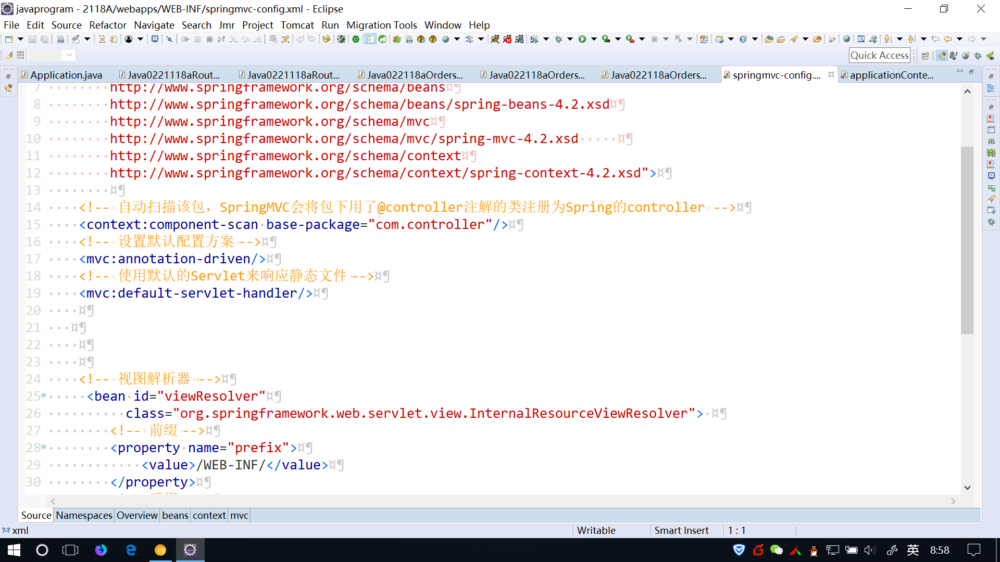 javaprogram - 2118A/webapps/WEB-INF/springmvc-config.xml - Eclipse
File Edit Source Refactor Navigate Search Jmr Project Tomcat Run Migration Tools Window Help
Quick Access
Application.java Java0221118aRout... Java0221118aRout... Java022118aOrders... Java022118aOrders... Java022118aOrders... springmvc-config.... applicationConte...
7 http://www.springframework.org/schema/beans
8 http://www.springframework.org/schema/beans/spring-beans-4.2.xsd
9 http://www.springframework.org/schema/mvc
10 http://www.springframework.org/schema/mvc/spring-mvc-4.2.xsd
11 http://www.springframework.org/schema/context
12 http://www.springframework.org/schema/context/spring-context-4.2.xsd">
13
14 <!-- 自动扫描该包，SpringMVC会将包下用了@controller注解的类注册为Spring的controller -->
15 <context:component-scan base-package="com.controller"/>
16 <!-- 设置默认配置方案 -->
17 <mvc:annotation-driven/>
18 <!-- 使用默认的Servlet来响应静态文件 -->
19 <mvc:default-servlet-handler/>
20
21
22
23
24 <!-- 视图解析器 -->
25 <bean id="viewResolver"
26 class="org.springframework.web.servlet.view.InternalResourceViewResolver">
27 <!-- 前缀 -->
28 <property name="prefix">
29 <value>/WEB-INF/</value>
30 </property>
Source Namespaces Overview beans context mvc
xml Writable Smart Insert 1 : 1
英 8:58